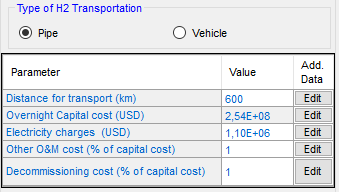 Type of H2 Transportation
Pipe Vehicle
Parameter Value Add. Data
Distance for transport (km) 600 Edit
Overnight Capital cost (USD) 2,54E+08 Edit
Electricity charges (USD) 1,10E+06 Edit
Other O&M cost (% of capital cost) 1 Edit
Decommissioning cost (% of capital cost) 1 Edit